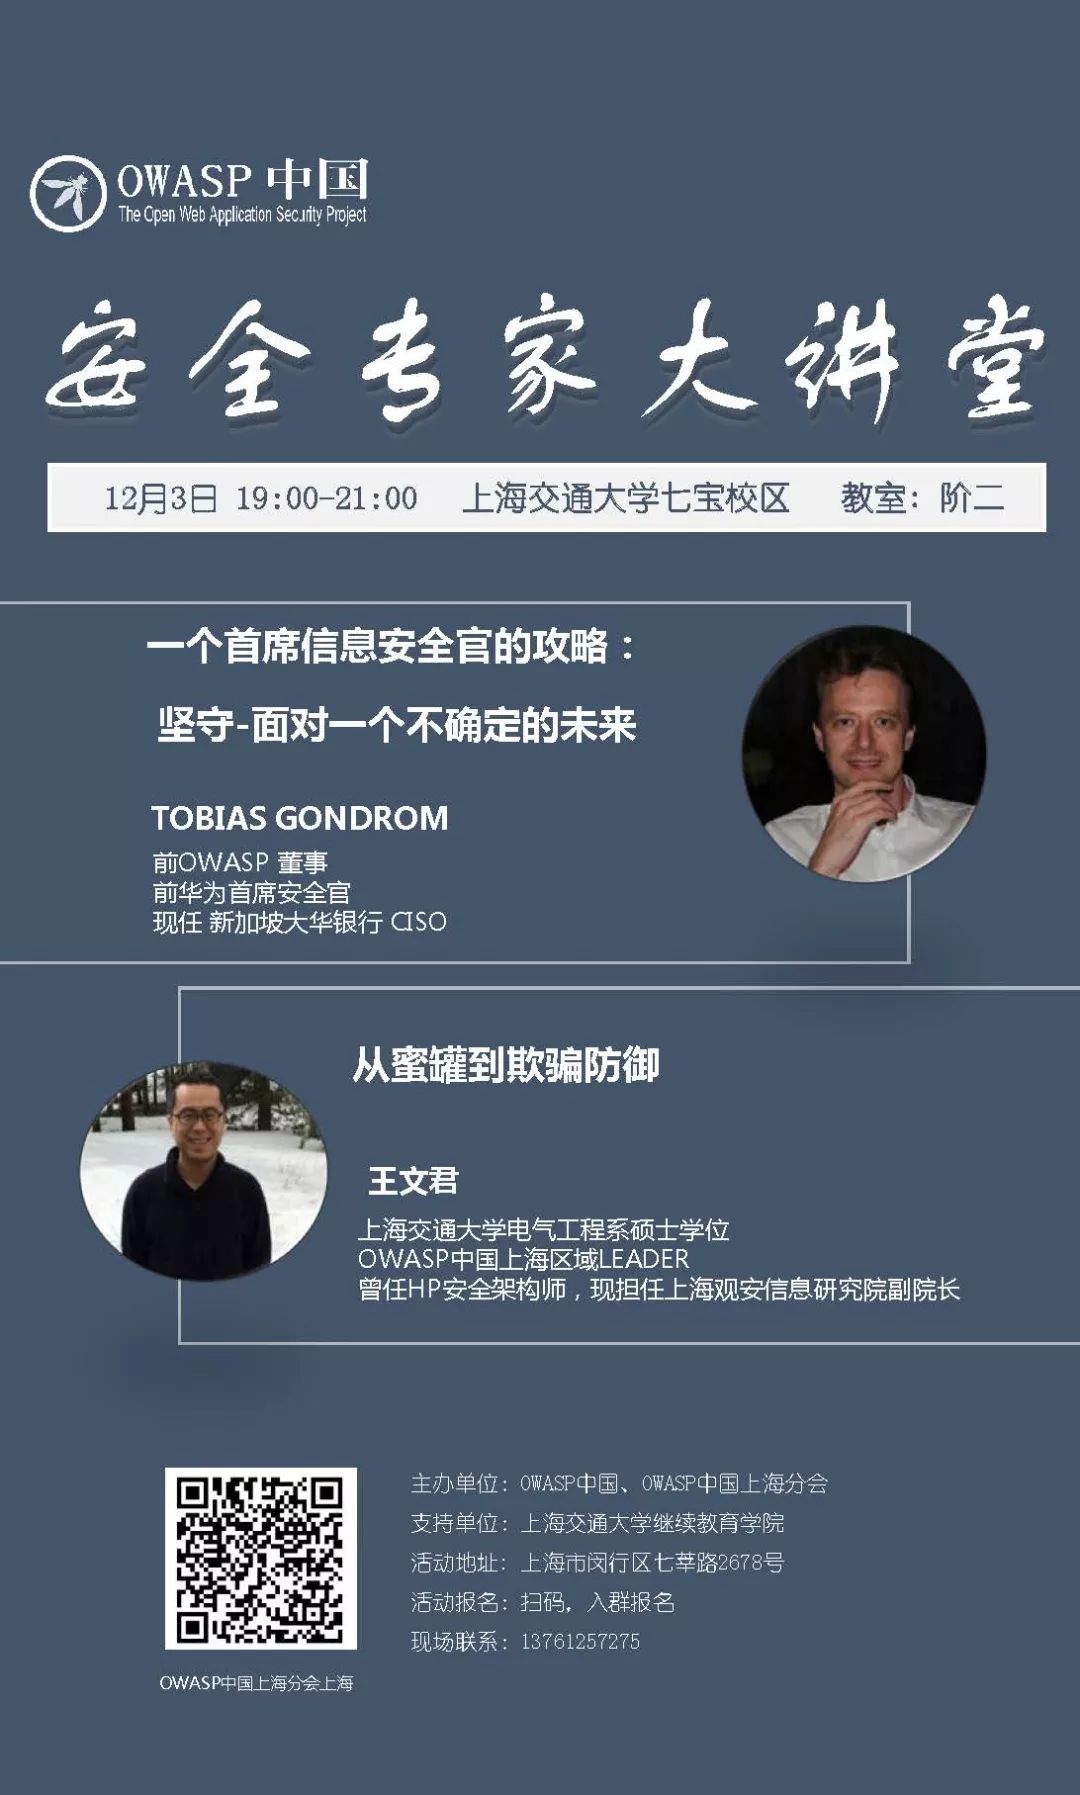 OWASP 中国
The Open Web Application Security Project
安全专家大讲堂
12月3日 19:00-21:00 上海交通大学七宝校区 教室：阶二
一个首席信息安全官的攻略：
坚守-面对一个不确定的未来
TOBIAS GONDROM
前OWASP 董事
前华为首席安全官
现任 新加坡大华银行 CISO
从蜜罐到欺骗防御
王文君
上海交通大学电气工程系硕士学位
OWASP中国上海区域LEADER
曾任HP安全架构师，现担任上海观安信息研究院副院长
主办单位：OWASP中国、OWASP中国上海分会
支持单位：上海交通大学继续教育学院
活动地址：上海市闵行区七莘路2678号
活动报名：扫码，入群报名
现场联系：13761257275
OWASP中国上海分会上海